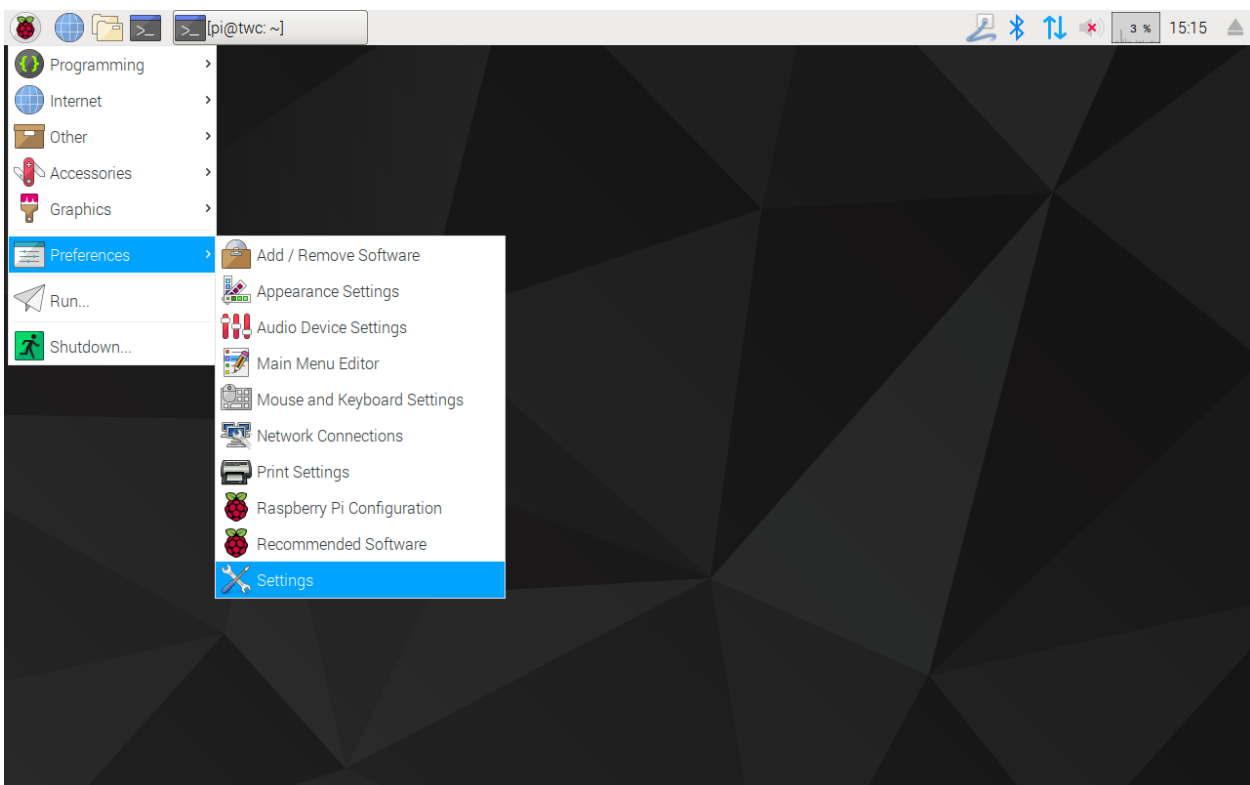 [pi@twc: ~]
3 %
15:15
Programming
Internet
Other
Accessories
Graphics
Preferences
Run...
Shutdown...
Add / Remove Software
Appearance Settings
Audio Device Settings
Main Menu Editor
Mouse and Keyboard Settings
Network Connections
Print Settings
Raspberry Pi Configuration
Recommended Software
Settings